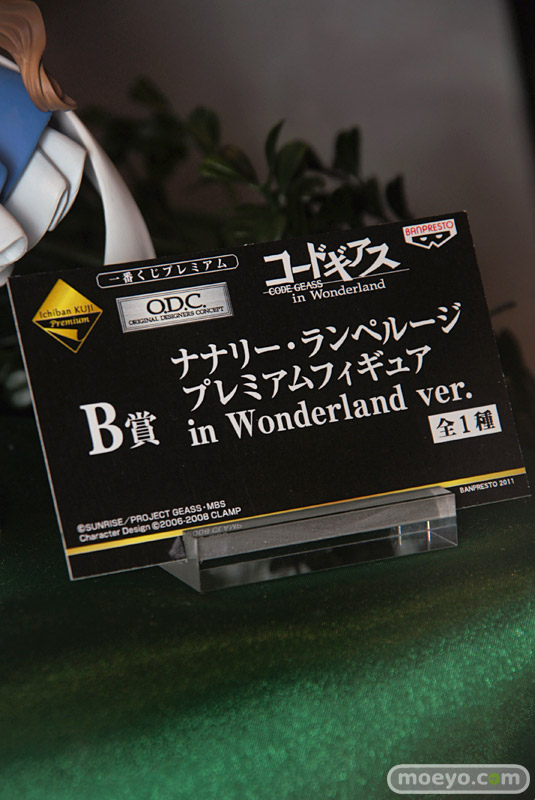 一番くじプレミアム
Ichiban KUJI
Premium
O.D.C.
ORIGINAL DESIGNERS CONCEPT
コードギアス
CODE GEASS
in Wonderland
BANPRESTO
ナナリー・ランペルージ
プレミアムフィギュア
B賞 in Wonderland ver.
全1種
©SUNRISE／PROJECT GEASS・MBS
Character Design ©2006-2008 CLAMP
BANPRESTO 2011
moeyo.com